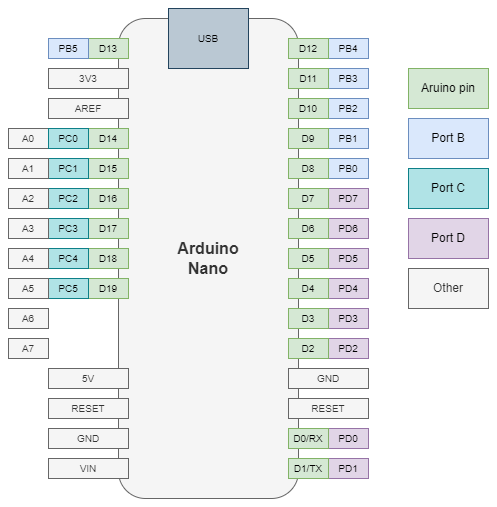 USB
PB5 D13 D12 PB4
3V3 D11 PB3
AREF D10 PB2
A0 PC0 D14 D9 PB1
A1 PC1 D15 D8 PB0
A2 PC2 D16 D7 PD7
A3 PC3 D17 D6 PD6
A4 PC4 D18 D5 PD5
A5 PC5 D19 D4 PD4
A6 D3 PD3
A7 D2 PD2
5V GND
RESET RESET
GND D0/RX PD0
VIN D1/TX PD1
Arduino
Nano
Aruino pin
Port B
Port C
Port D
Other